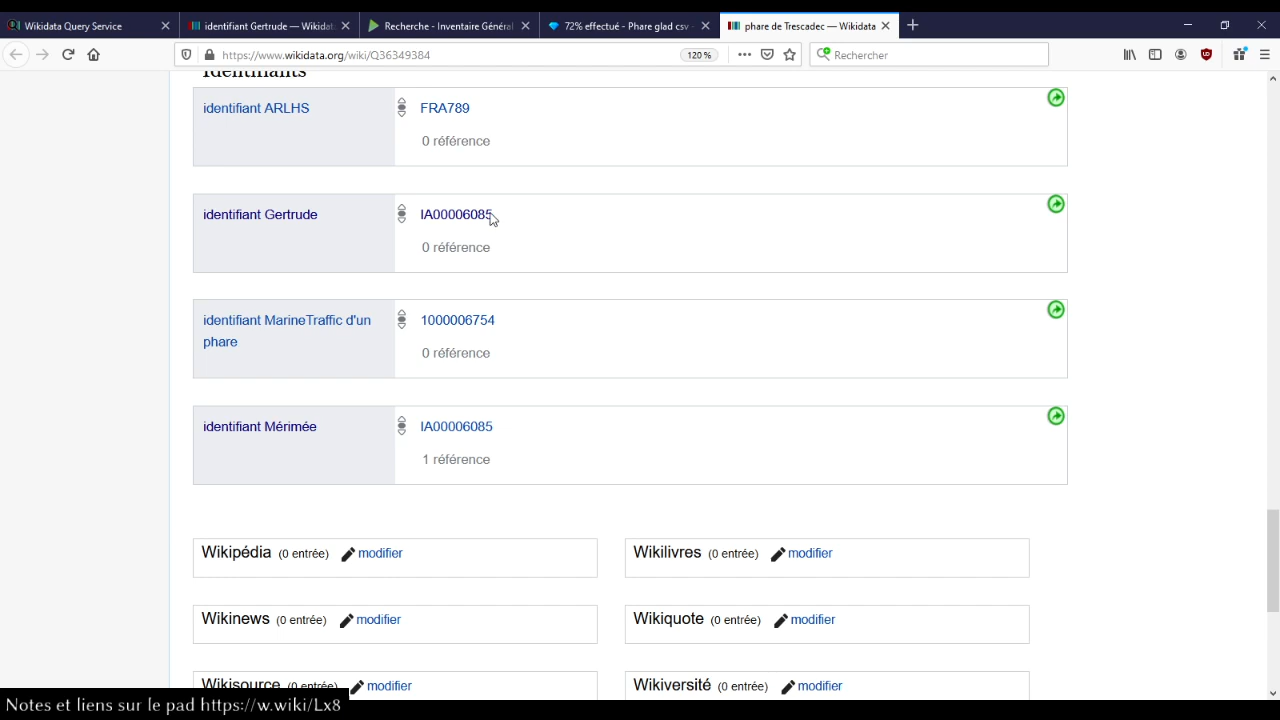 Wikidata Query Service
identifiant Gertrude — Wikidat
Recherche - Inventaire Général
72% effectué - Phare glad csv -
phare de Trescadec — Wikidata
https://www.wikidata.org/wiki/Q36349384
120 %
Rechercher
Identifiants
identifiant ARLHS
FRA789
0 référence
identifiant Gertrude
IA00006085
0 référence
identifiant MarineTraffic d'un
phare
1000006754
0 référence
identifiant Mérimée
IA00006085
1 référence
Wikipédia (0 entrée) modifier
Wikilivres (0 entrée) modifier
Wikinews (0 entrée) modifier
Wikiquote (0 entrée) modifier
Wikisource (0 entrée) modifier
Wikiversité (0 entrée) modifier
Notes et liens sur le pad https://w.wiki/Lx8